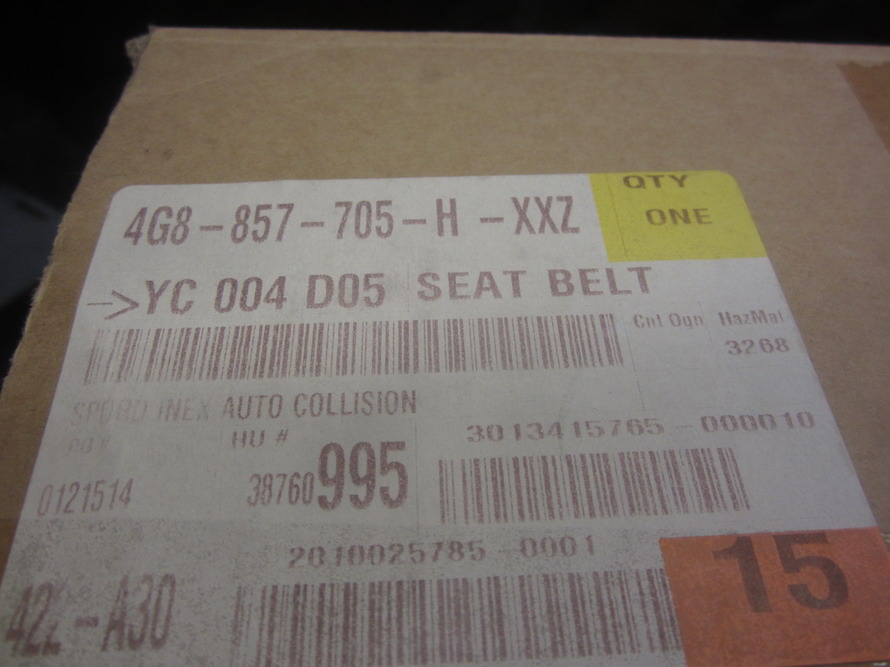 4G8-857-705-H-XXZ
QTY
ONE
->YC 004 D05 SEAT BELT
Cnt Ogn HazMat
3268
AUTO COLLISION
PO # HU #
3013415765-000010
0121514
38760995
2010025785-0001
15
-A30